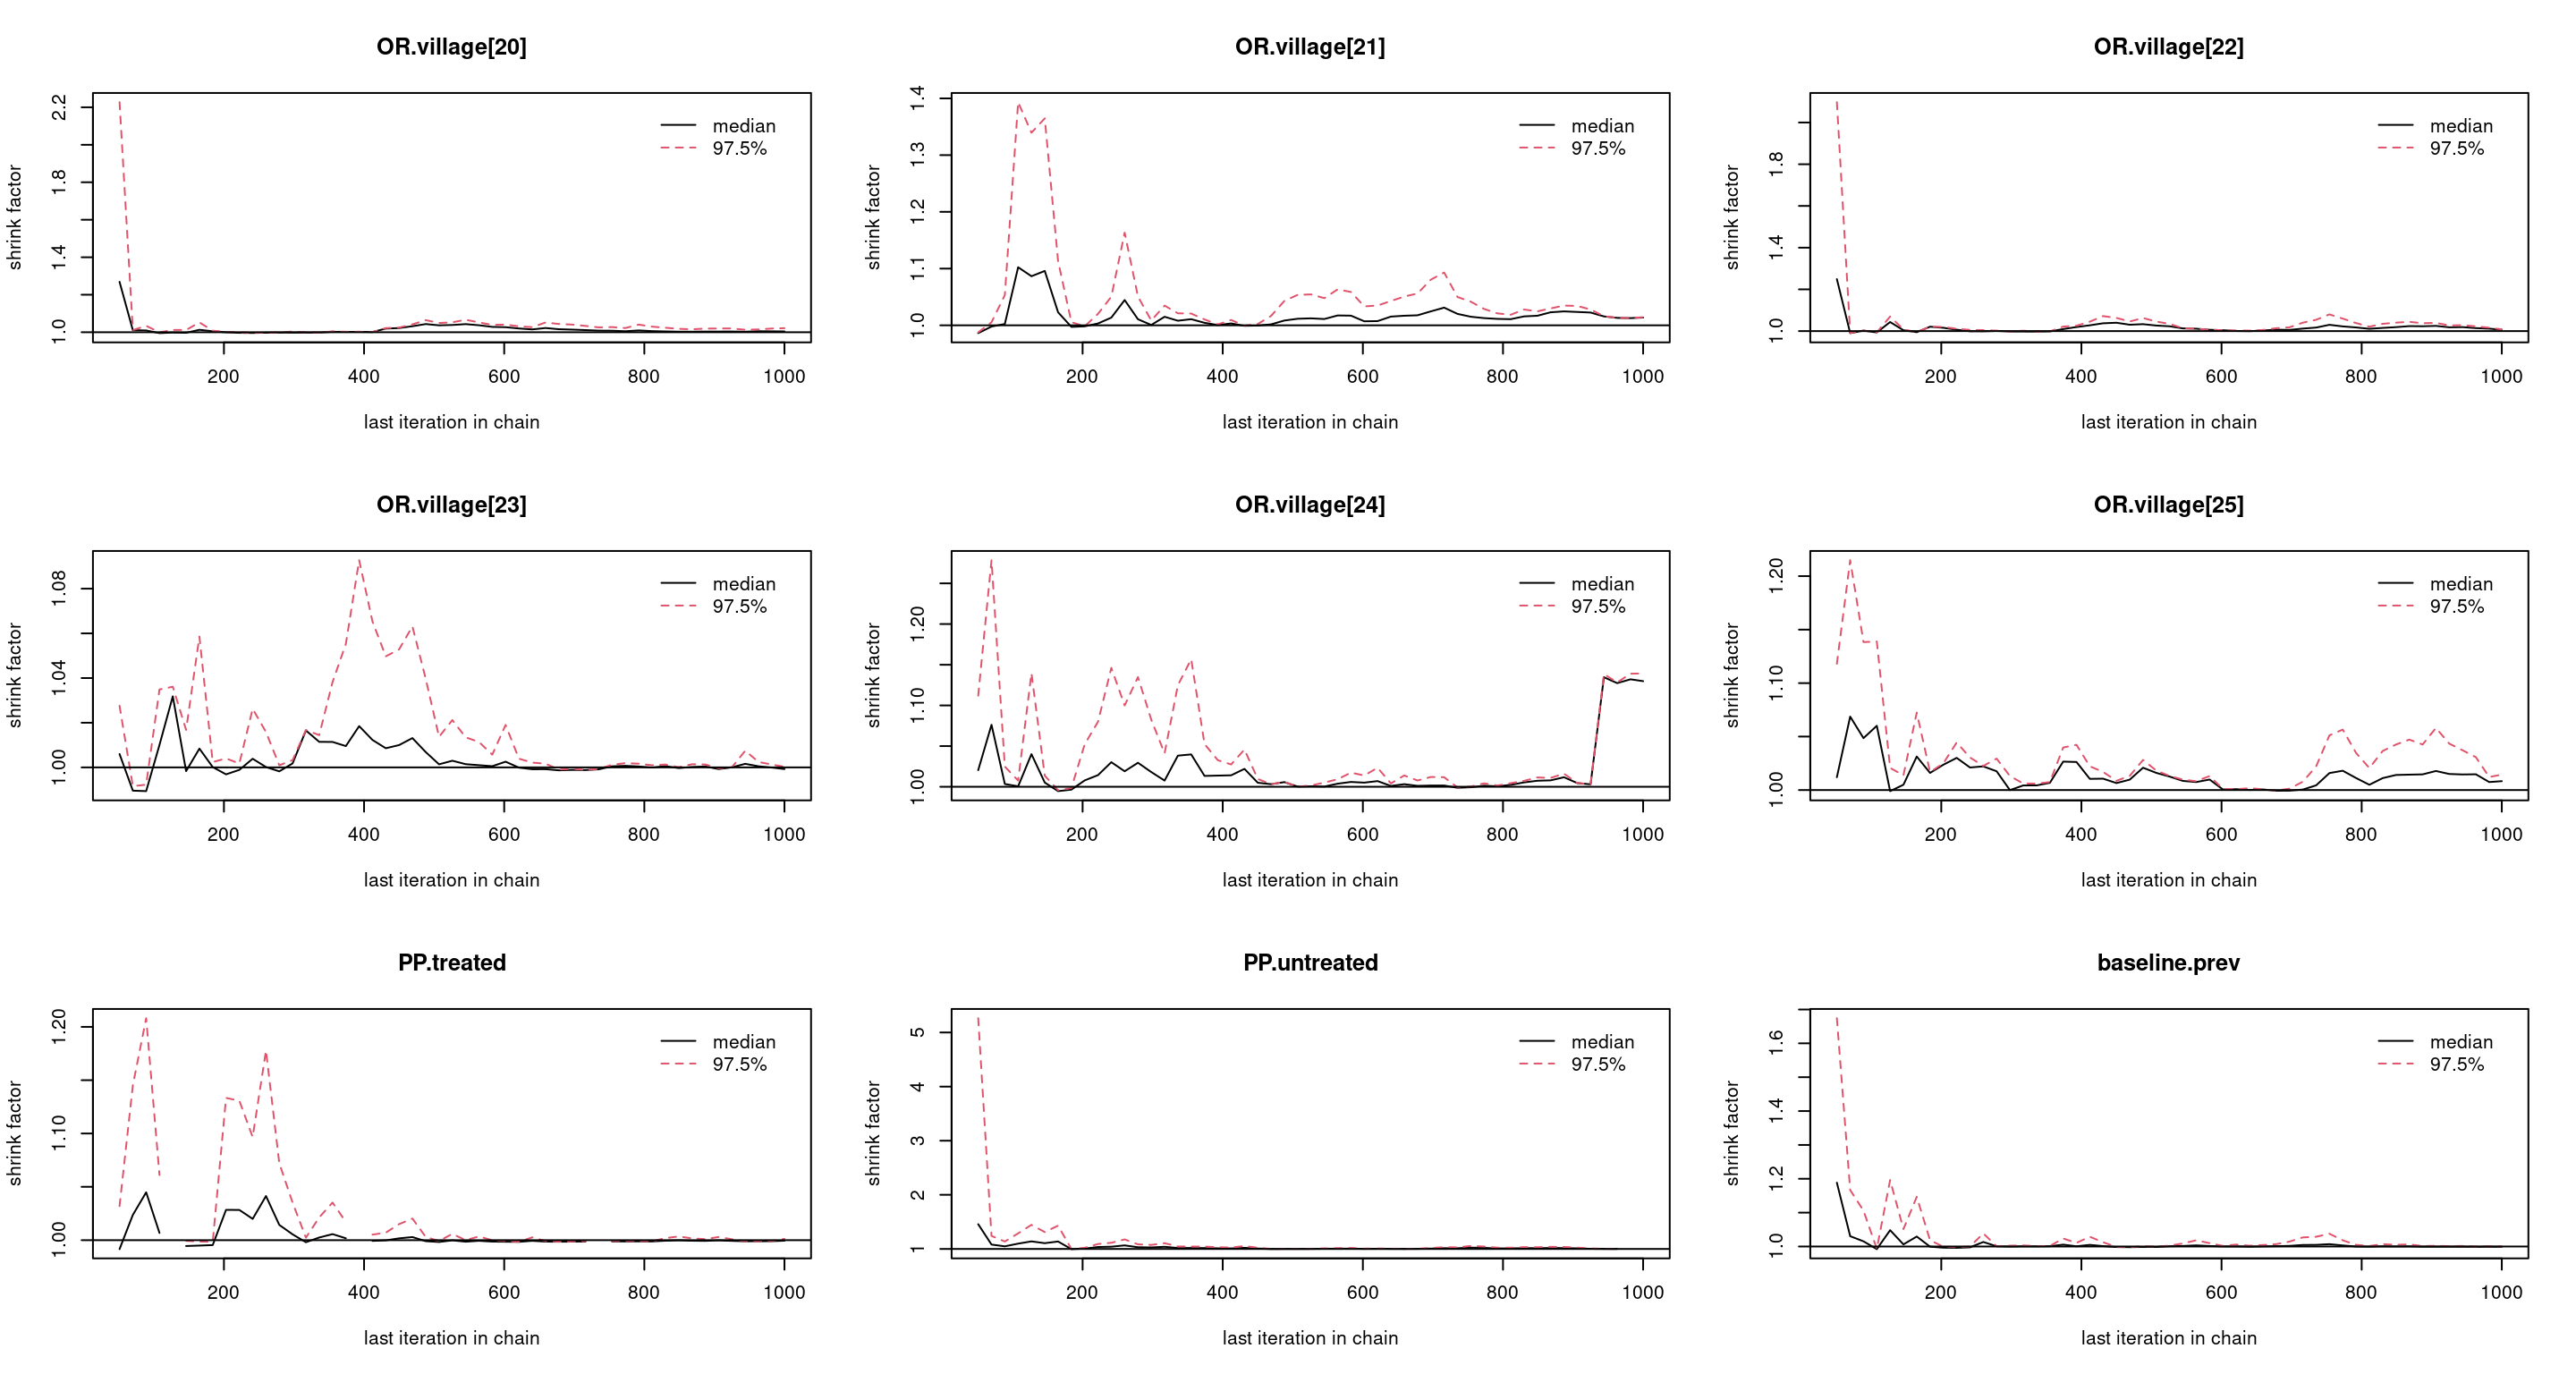 OR.village[20]
shrink factor
1.0 1.4 1.8 2.2
median
97.5%
200 400 600 800 1000
last iteration in chain
OR.village[21]
shrink factor
1.0 1.1 1.2 1.3 1.4
median
97.5%
200 400 600 800 1000
last iteration in chain
OR.village[22]
shrink factor
1.0 1.4 1.8
median
97.5%
200 400 600 800 1000
last iteration in chain
OR.village[23]
shrink factor
1.00 1.04 1.08
median
97.5%
200 400 600 800 1000
last iteration in chain
OR.village[24]
shrink factor
1.00 1.10 1.20
median
97.5%
200 400 600 800 1000
last iteration in chain
OR.village[25]
shrink factor
1.00 1.10 1.20
median
97.5%
200 400 600 800 1000
last iteration in chain
PP.treated
shrink factor
1.00 1.10 1.20
median
97.5%
200 400 600 800 1000
last iteration in chain
PP.untreated
shrink factor
1 2 3 4 5
median
97.5%
200 400 600 800 1000
last iteration in chain
baseline.prev
shrink factor
1.0 1.2 1.4 1.6
median
97.5%
200 400 600 800 1000
last iteration in chain